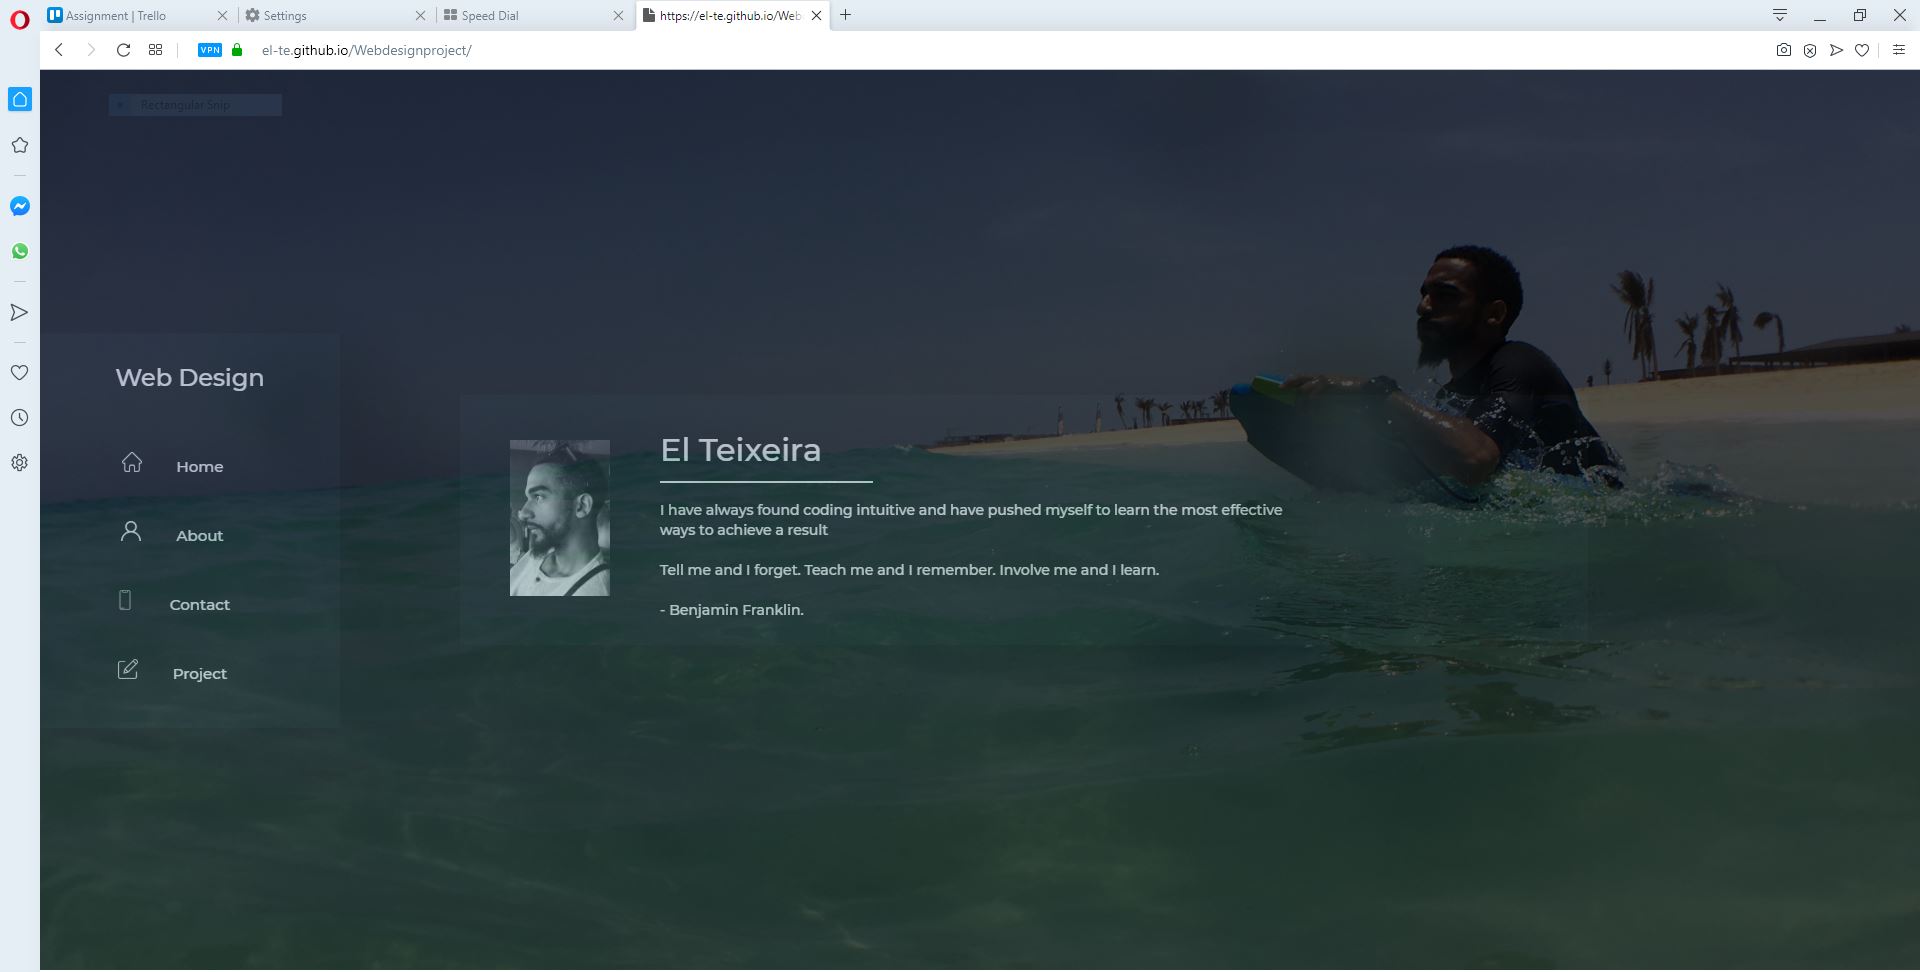 Assignment | Trello
Settings
Speed Dial
https://el-te.github.io/Web
VPN
el-te.github.io/Webdesignproject/
Rectangular Snip
Web Design
Home
About
Contact
Project
El Teixeira
I have always found coding intuitive and have pushed myself to learn the most effective
ways to achieve a result
Tell me and I forget. Teach me and I remember. Involve me and I learn.
- Benjamin Franklin.